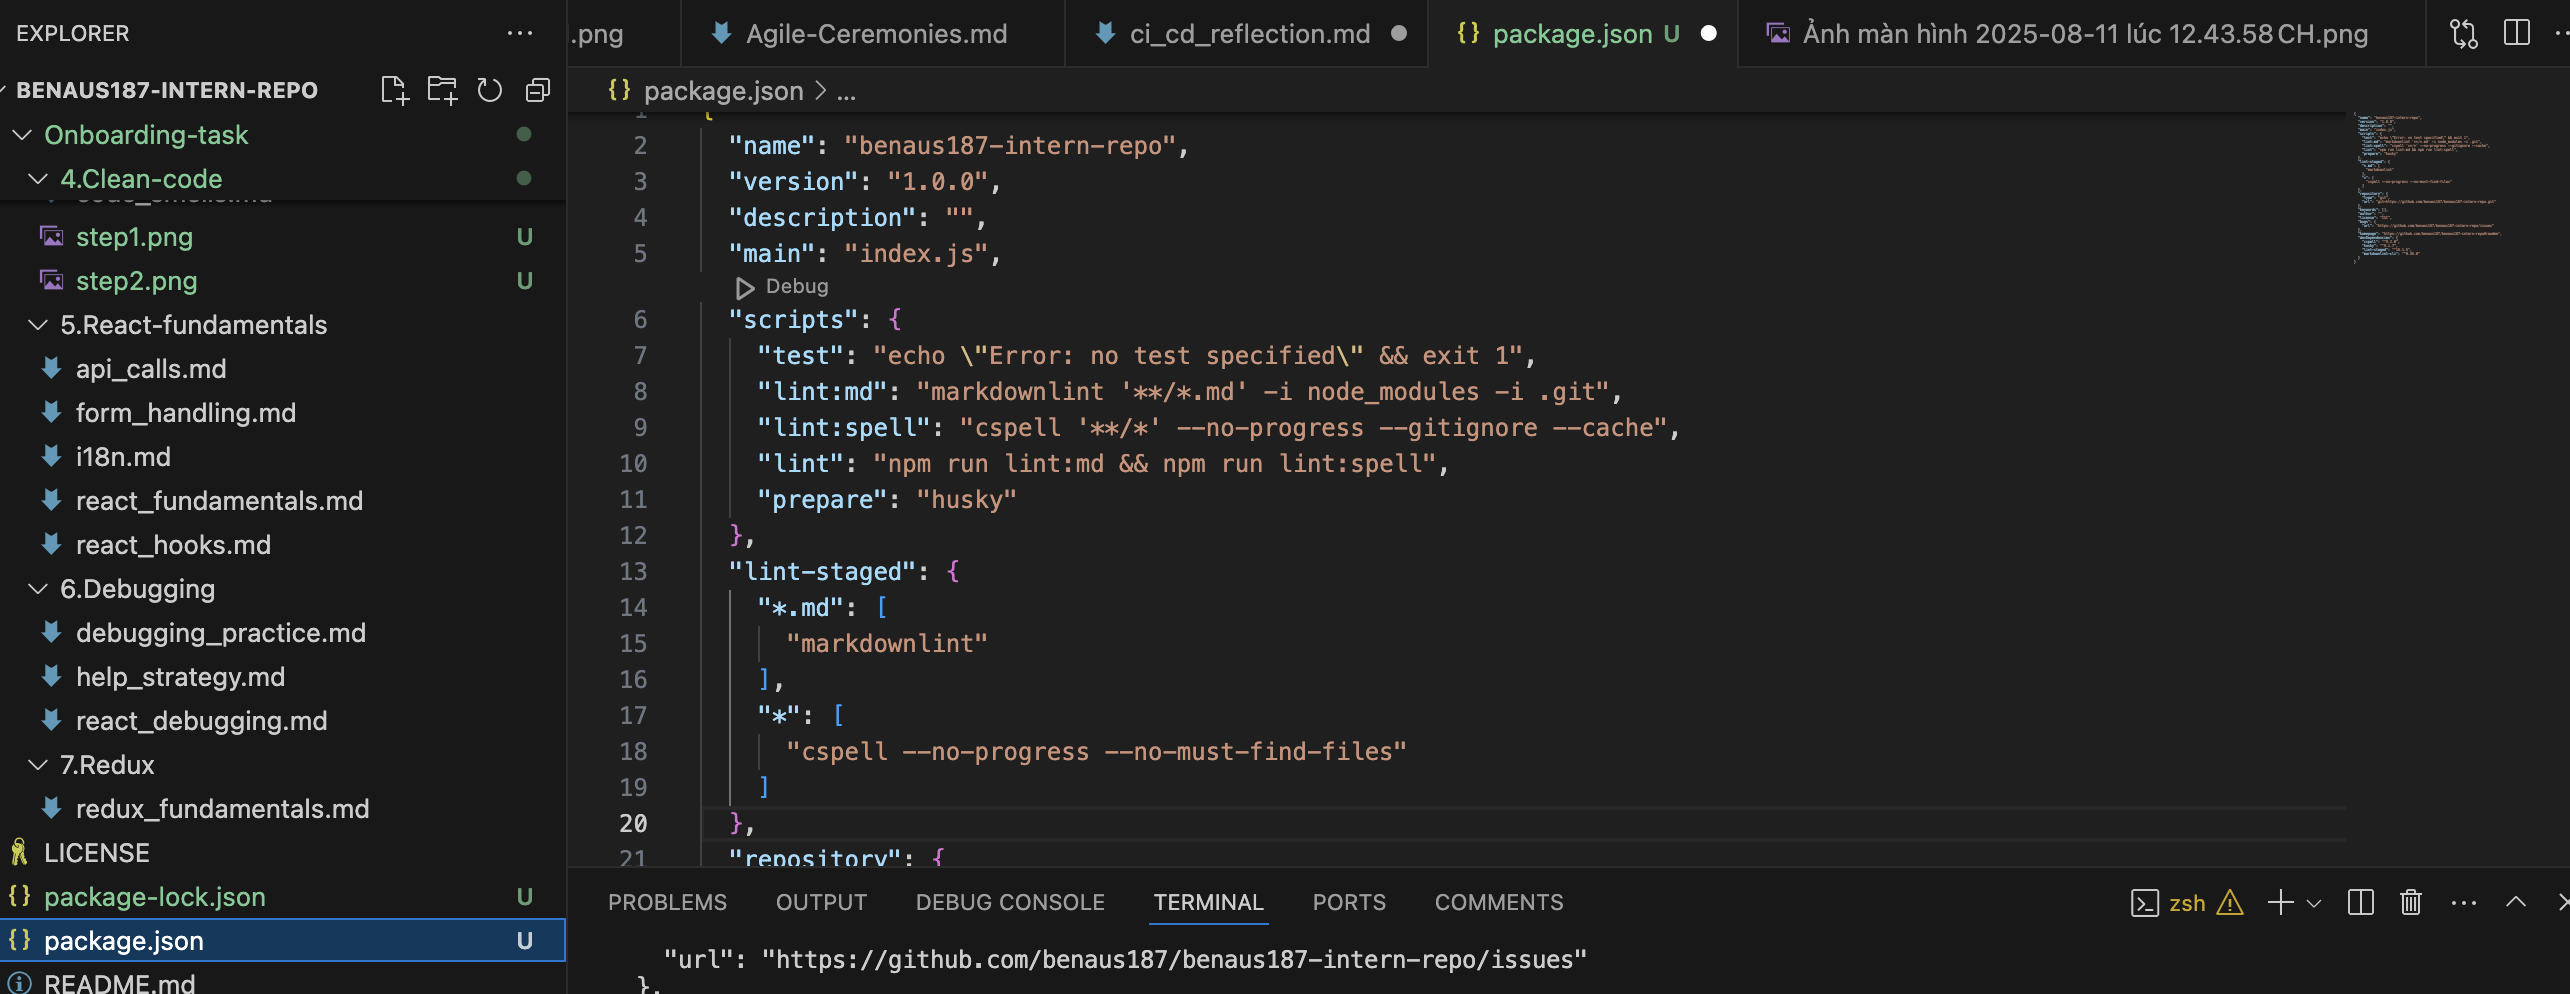 EXPLORER
BENAUS187-INTERN-REPO
Onboarding-task
4.Clean-code
code_smells.md
step1.png U
step2.png U
5.React-fundamentals
api_calls.md
form_handling.md
i18n.md
react_fundamentals.md
react_hooks.md
6.Debugging
debugging_practice.md
help_strategy.md
react_debugging.md
7.Redux
redux_fundamentals.md
LICENSE
package-lock.json U
package.json U
README.md
.png Agile-Ceremonies.md ci_cd_reflection.md package.json U Ảnh màn hình 2025-08-11 lúc 12.43.58 CH.png
package.json > ...
1 {
2 "name": "benaus187-intern-repo",
3 "version": "1.0.0",
4 "description": "",
5 "main": "index.js",
Debug
6 "scripts": {
7 "test": "echo \"Error: no test specified\" && exit 1",
8 "lint:md": "markdownlint '**/*.md' -i node_modules -i .git",
9 "lint:spell": "cspell '**/*' --no-progress --gitignore --cache",
10 "lint": "npm run lint:md && npm run lint:spell",
11 "prepare": "husky"
12 },
13 "lint-staged": {
14 "*.md": [
15 "markdownlint"
16 ],
17 "*": [
18 "cspell --no-progress --no-must-find-files"
19 ]
20 },
21 "repository": {
PROBLEMS OUTPUT DEBUG CONSOLE TERMINAL PORTS COMMENTS zsh
"url": "https://github.com/benaus187/benaus187-intern-repo/issues"
},